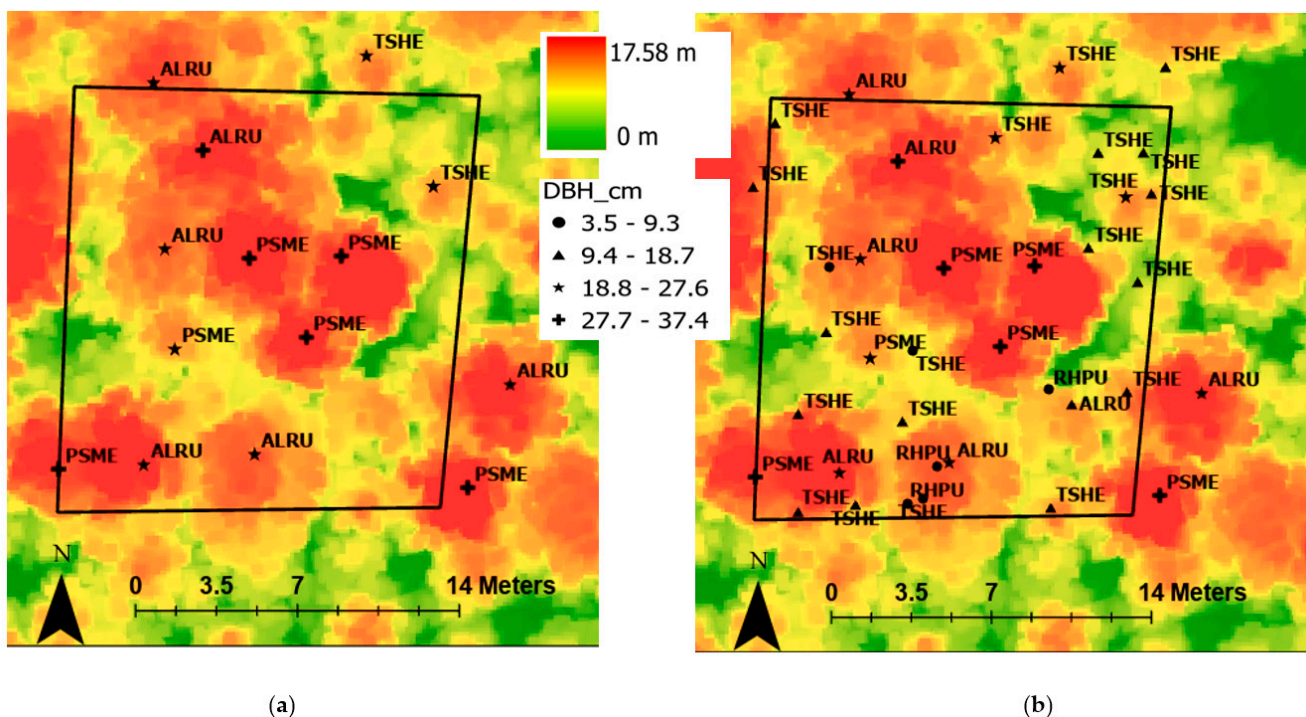 TSHE
ALRU
ALRU
TSHE
ALRU
PSME
PSME
PSME
PSME
ALRU
ALRU
PSME
ALRU
PSME
N
0 3.5 7 14 Meters
(a)
17.58 m
0 m
DBH_cm
3.5 - 9.3
9.4 - 18.7
18.8 - 27.6
27.7 - 37.4
TSHE
TSHE
ALRU
TSHE
TSHE
ALRU
TSHE
TSHE
TSHE
TSHE
TSHE
TSHE
TSHE
ALRU
PSME
PSME
TSHE
TSHE
PSME
PSME
TSHE
RHPU
TSHE
ALRU
ALRU
TSHE
TSHE
RHPU
ALRU
ALRU
PSME
PSME
RHPU
TSHE
TSHE
TSHE
TSHE
N
0 3.5 7 14 Meters
(b)